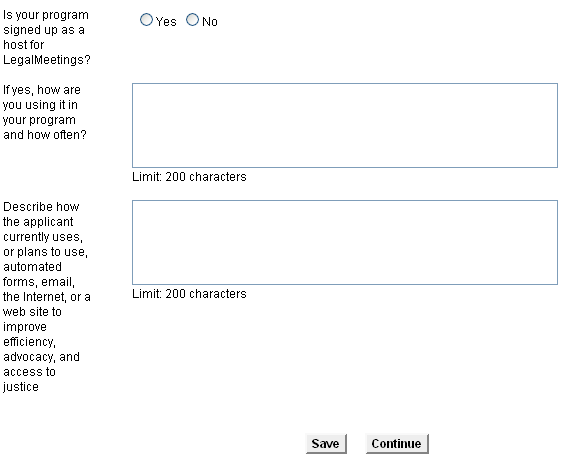 Is your program
signed up as a
host for
LegalMeetings?
Yes No
If yes, how are
you using it in
your program
and how often?
Limit: 200 characters
Describe how
the applicant
currently uses,
or plans to use,
automated
forms, email,
the Internet, or a
web site to
improve
efficiency,
advocacy, and
access to
justice
Limit: 200 characters
Save Continue